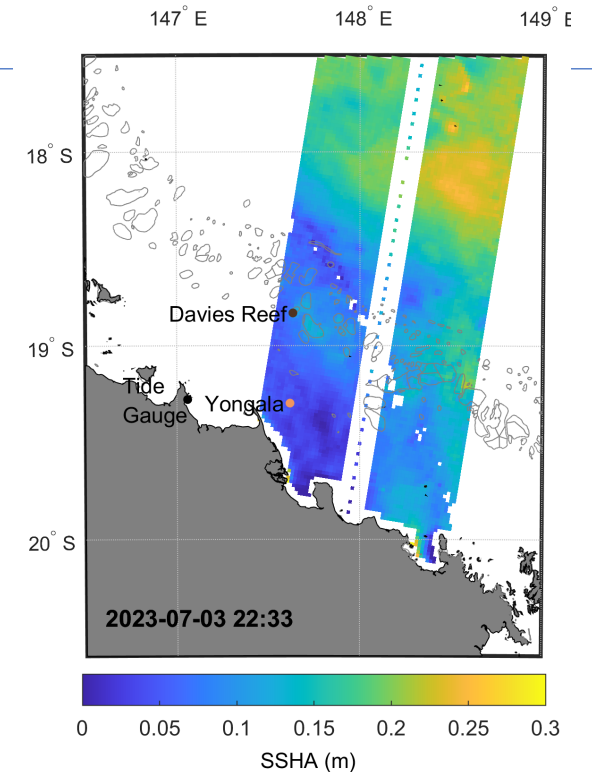 147° E 148° E 149° E
18° S
Davies Reef
19° S
Tide
Gauge
Yongala
20° S
2023-07-03 22:33
0 0.05 0.1 0.15 0.2 0.25 0.3
SSHA (m)